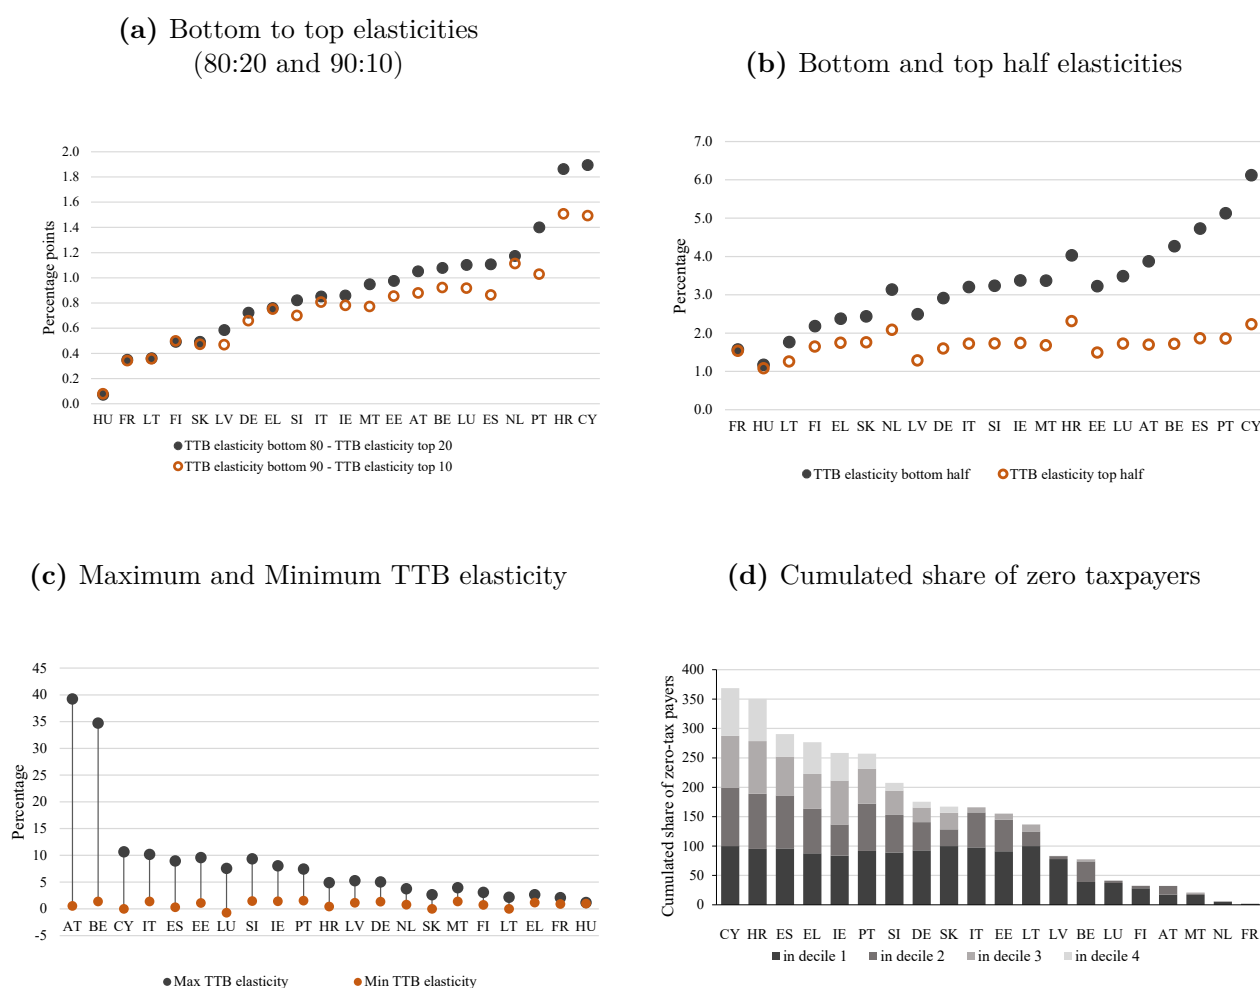 (a) Bottom to top elasticities
(80:20 and 90:10)
2.0
1.8
1.6
1.4
1.2
1.0
0.8
0.6
0.4
0.2
0.0
Percentage points
HU FR LT FI SK LV DE EL SI IT IE MT EE AT BE LU ES NL PT HR CY
TTB elasticity bottom 80 - TTB elasticity top 20
TTB elasticity bottom 90 - TTB elasticity top 10
(b) Bottom and top half elasticities
7.0
6.0
5.0
4.0
3.0
2.0
1.0
0.0
Percentage
FR HU LT FI EL SK NL LV DE IT SI IE MT HR EE LU AT BE ES PT CY
TTB elasticity bottom half TTB elasticity top half
(c) Maximum and Minimum TTB elasticity
45
40
35
30
25
20
15
10
5
0
-5
Percentage
AT BE CY IT ES EE LU SI IE PT HR LV DE NL SK MT FI LT EL FR HU
Max TTB elasticity Min TTB elasticity
(d) Cumulated share of zero taxpayers
400
350
300
250
200
150
100
50
0
Cumulated share of zero-tax payers
CY HR ES EL IE PT SI DE SK IT EE LT LV BE LU FI AT MT NL FR
in decile 1 in decile 2 in decile 3 in decile 4